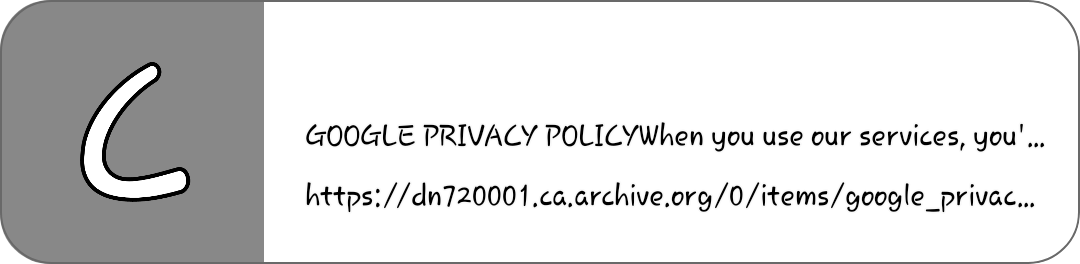 C
GOOGLE PRIVACY POLICYWhen you use our services, you'...
https://dn720001.ca.archive.org/0/items/google_privac...